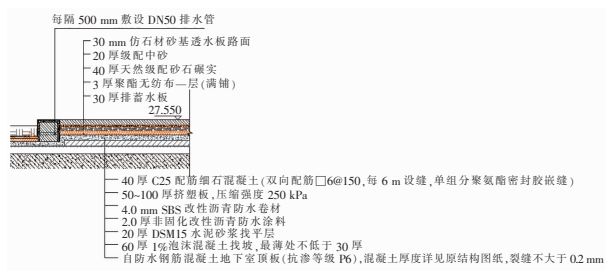 每隔 500 mm 敷设 DN50 排水管
30 mm 仿石材砂基透水板路面
20 厚级配中砂
40 厚天然级配砂石碾实
3 厚聚酯无纺布一层(满铺)
30 厚排蓄水板
27.550
40 厚 C25 配筋细石混凝土(双向配筋□6@150,每 6 m 设缝,单组分聚氨酯密封胶嵌缝)
50~100 厚挤塑板,压缩强度 250 kPa
4.0 mm SBS 改性沥青防水卷材
2.0 厚非固化改性沥青防水涂料
20 厚 DSM15 水泥砂浆找平层
60 厚 1%泡沫混凝土找坡,最薄处不低于 30 厚
自防水钢筋混凝土地下室顶板(抗渗等级 P6),混凝土厚度详见原结构图纸,裂缝不大于 0.2 mm